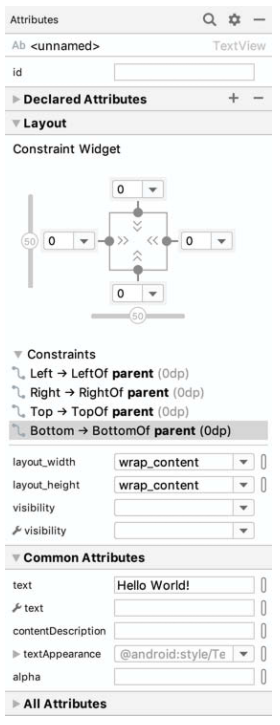 Attributes
Ab <unnamed> TextView
id
Declared Attributes
Layout
Constraint Widget
0
50 0 0
0
50
Constraints
Left → LeftOf parent (0dp)
Right → RightOf parent (0dp)
Top → TopOf parent (0dp)
Bottom → BottomOf parent (0dp)
layout_width wrap_content
layout_height wrap_content
visibility
visibility
Common Attributes
text Hello World!
text
contentDescription
textAppearance @android:style/Te
alpha
All Attributes